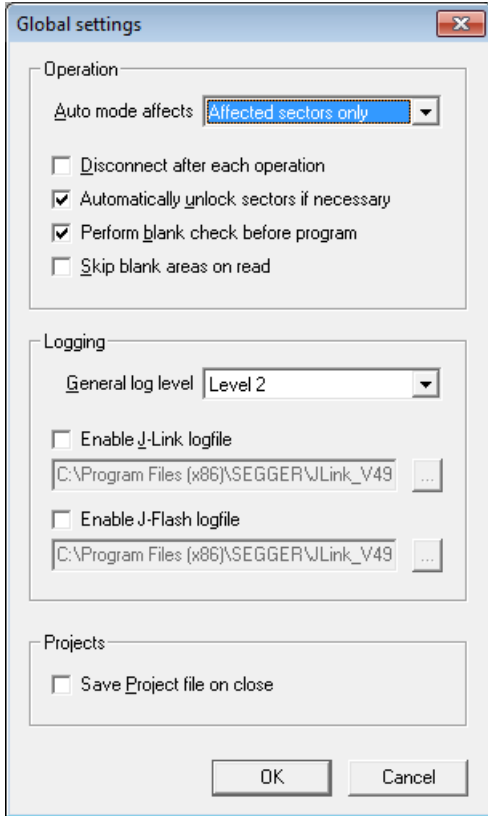 Global settings
Operation
Auto mode affects Affected sectors only
Disconnect after each operation
Automatically unlock sectors if necessary
Perform blank check before program
Skip blank areas on read
Logging
General log level Level 2
Enable J-Link logfile
C:\Program Files (x86)\SEGGER\JLink_V49 ...
Enable J-Flash logfile
C:\Program Files (x86)\SEGGER\JLink_V49 ...
Projects
Save Project file on close
OK Cancel